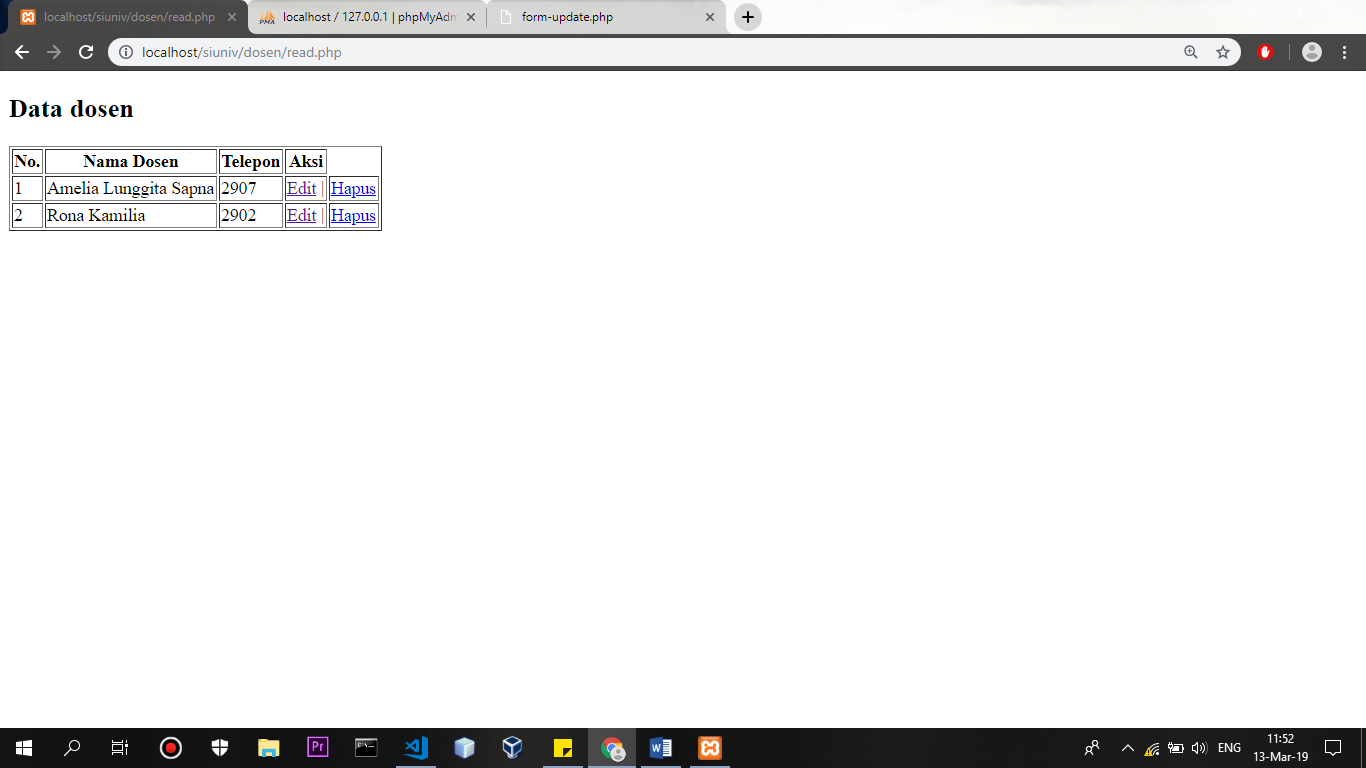 localhost/siuniv/dosen/read.php
localhost / 127.0.0.1 | phpMyAdm
form-update.php
localhost/siuniv/dosen/read.php
Data dosen
No. Nama Dosen Telepon Aksi
1 Amelia Lunggita Sapna 2907 Edit | Hapus
2 Rona Kamilia 2902 Edit | Hapus
ENG
11:52
13-Mar-19